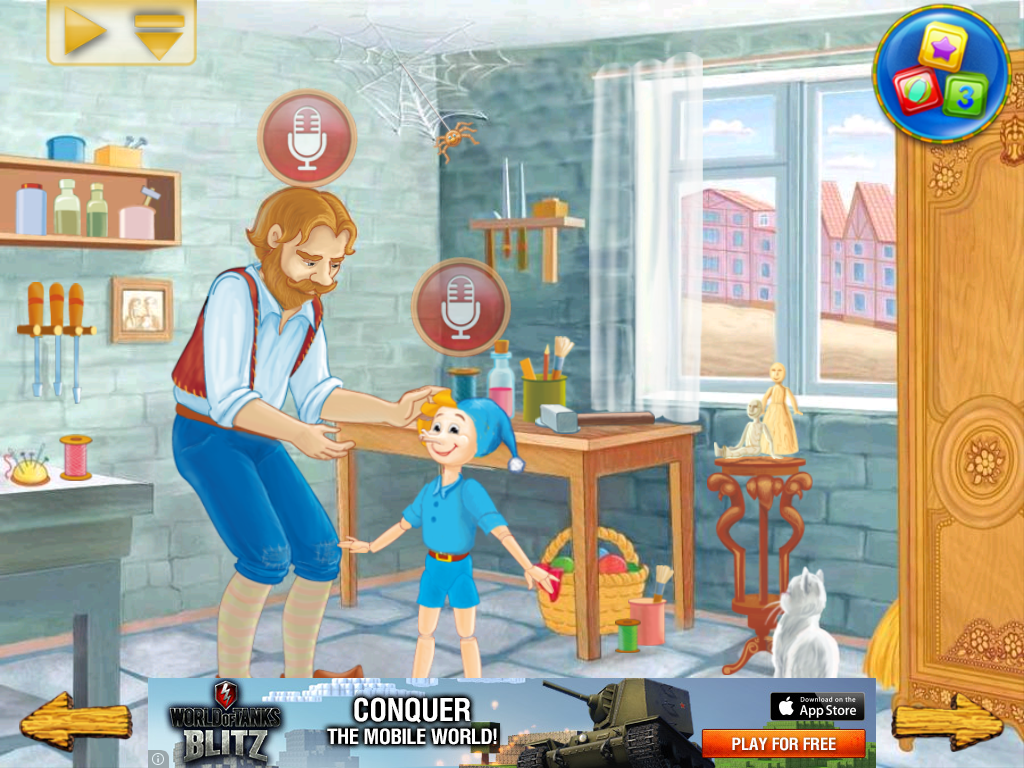 3
WORLD OF TANKS
BLITZ
CONQUER
THE MOBILE WORLD!
Download on the
App Store
PLAY FOR FREE